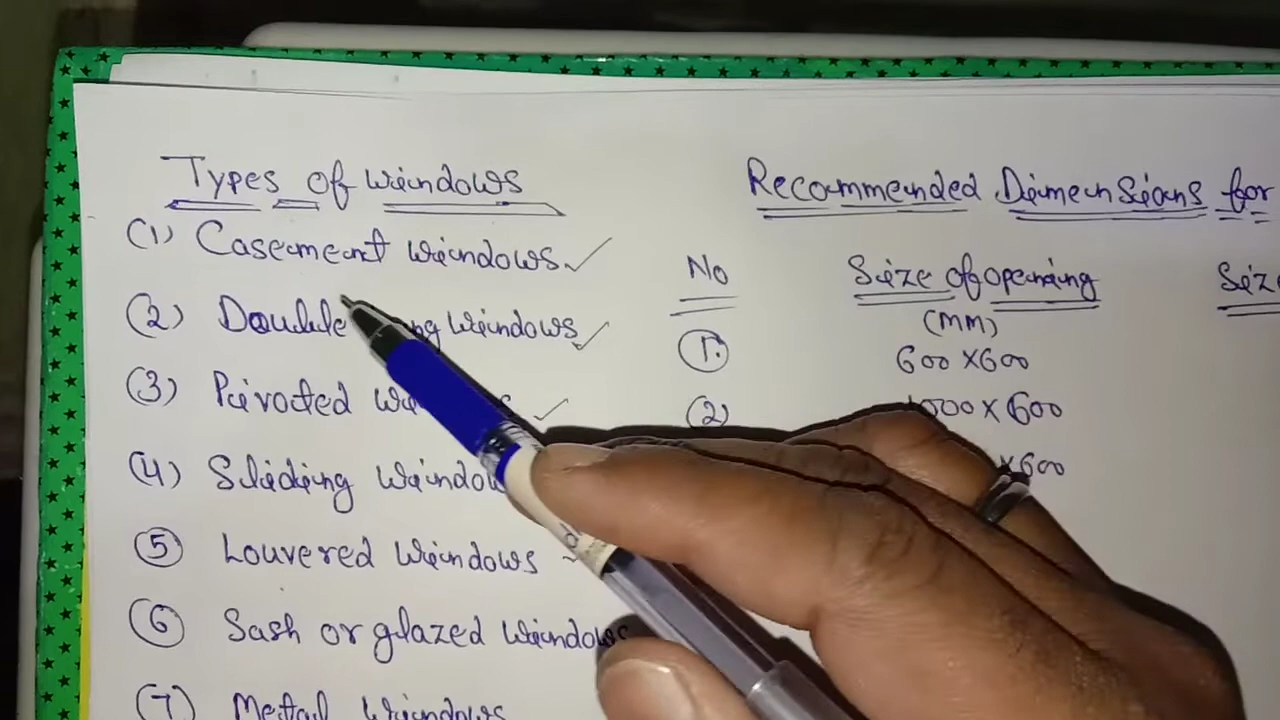 Types of Windows
(1) Casement Windows.
(2) Double Windows
(3) Pivoted
(4) Sliding
(5) Louvered Windows
(6) Sash or glazed Windows
(7) Metal Windows
Recommended Dimensions for
No Size of opening
(MM)
(1). 600 x 600
(2) 1000 x 600
x 600